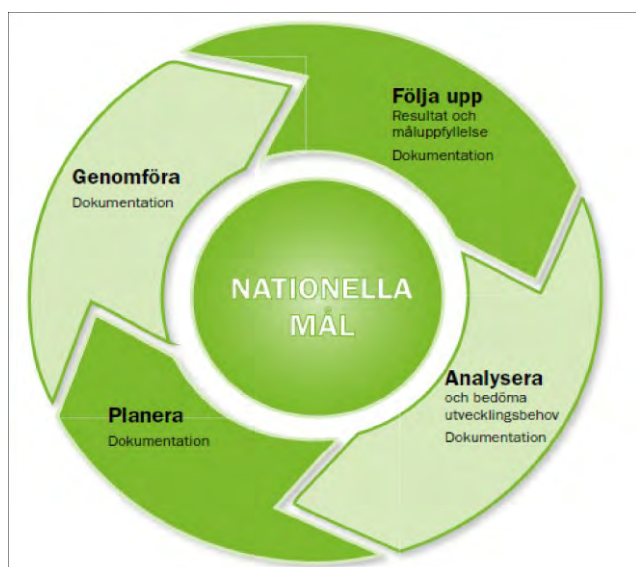 Följa upp
Resultat och
måluppfyllelse
Dokumentation
Genomföra
Dokumentation
NATIONELLA
MÅL
Analysera
och bedöma
utvecklingsbehov
Dokumentation
Planera
Dokumentation